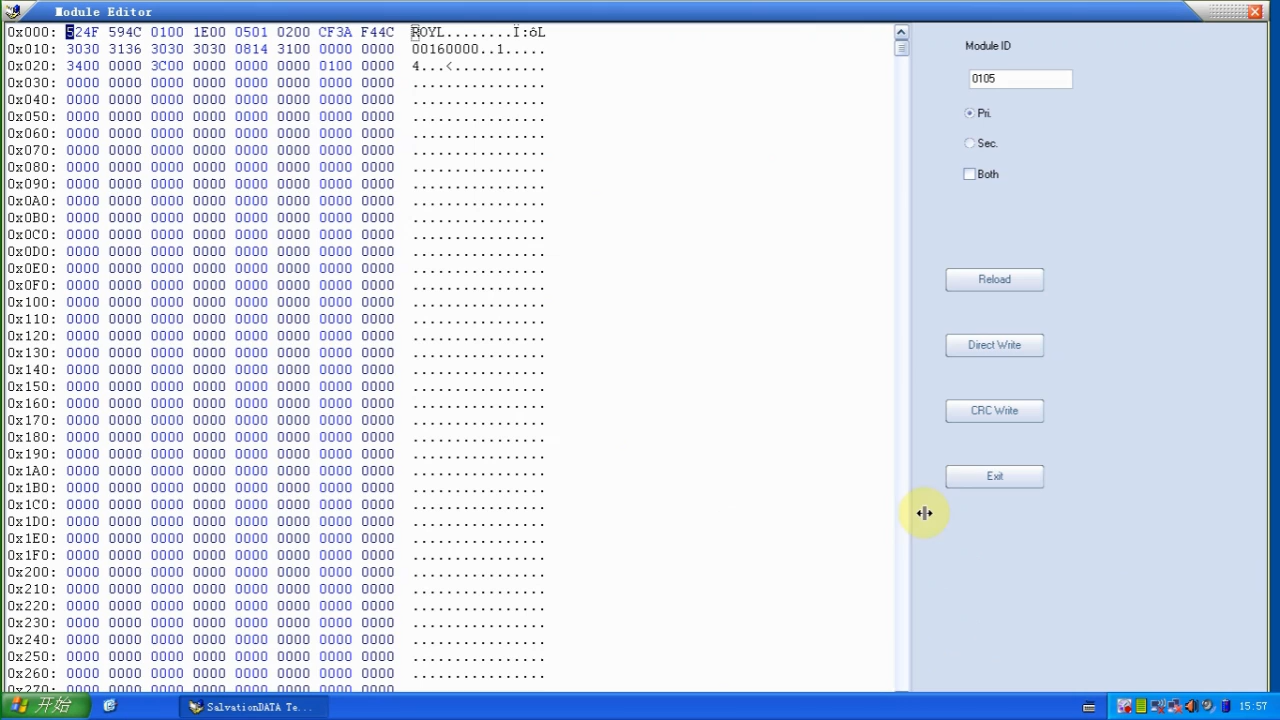 Module Editor
0x000: 524F 594C 0100 1E00 0501 0200 CF3A F44C ROYL........Ï:ôL
0x010: 3030 3136 3030 3030 0814 3100 0000 0000 00160000..1.....
0x020: 3400 0000 3C00 0000 0000 0000 0100 0000 4...<...........
0x030: 0000 0000 0000 0000 0000 0000 0000 0000 ................
0x040: 0000 0000 0000 0000 0000 0000 0000 0000 ................
0x050: 0000 0000 0000 0000 0000 0000 0000 0000 ................
0x060: 0000 0000 0000 0000 0000 0000 0000 0000 ................
0x070: 0000 0000 0000 0000 0000 0000 0000 0000 ................
0x080: 0000 0000 0000 0000 0000 0000 0000 0000 ................
0x090: 0000 0000 0000 0000 0000 0000 0000 0000 ................
0x0A0: 0000 0000 0000 0000 0000 0000 0000 0000 ................
0x0B0: 0000 0000 0000 0000 0000 0000 0000 0000 ................
0x0C0: 0000 0000 0000 0000 0000 0000 0000 0000 ................
0x0D0: 0000 0000 0000 0000 0000 0000 0000 0000 ................
0x0E0: 0000 0000 0000 0000 0000 0000 0000 0000 ................
0x0F0: 0000 0000 0000 0000 0000 0000 0000 0000 ................
0x100: 0000 0000 0000 0000 0000 0000 0000 0000 ................
0x110: 0000 0000 0000 0000 0000 0000 0000 0000 ................
0x120: 0000 0000 0000 0000 0000 0000 0000 0000 ................
0x130: 0000 0000 0000 0000 0000 0000 0000 0000 ................
0x140: 0000 0000 0000 0000 0000 0000 0000 0000 ................
0x150: 0000 0000 0000 0000 0000 0000 0000 0000 ................
0x160: 0000 0000 0000 0000 0000 0000 0000 0000 ................
0x170: 0000 0000 0000 0000 0000 0000 0000 0000 ................
0x180: 0000 0000 0000 0000 0000 0000 0000 0000 ................
0x190: 0000 0000 0000 0000 0000 0000 0000 0000 ................
0x1A0: 0000 0000 0000 0000 0000 0000 0000 0000 ................
0x1B0: 0000 0000 0000 0000 0000 0000 0000 0000 ................
0x1C0: 0000 0000 0000 0000 0000 0000 0000 0000 ................
0x1D0: 0000 0000 0000 0000 0000 0000 0000 0000 ................
0x1E0: 0000 0000 0000 0000 0000 0000 0000 0000 ................
0x1F0: 0000 0000 0000 0000 0000 0000 0000 0000 ................
0x200: 0000 0000 0000 0000 0000 0000 0000 0000 ................
0x210: 0000 0000 0000 0000 0000 0000 0000 0000 ................
0x220: 0000 0000 0000 0000 0000 0000 0000 0000 ................
0x230: 0000 0000 0000 0000 0000 0000 0000 0000 ................
0x240: 0000 0000 0000 0000 0000 0000 0000 0000 ................
0x250: 0000 0000 0000 0000 0000 0000 0000 0000 ................
0x260: 0000 0000 0000 0000 0000 0000 0000 0000 ................
0x270: 0000 0000 0000 0000 0000 0000 0000 0000
Module ID
0105
Pri.
Sec.
Both
Reload
Direct Write
CRC Write
Exit
开始
SalvationDATA Te...
15:57